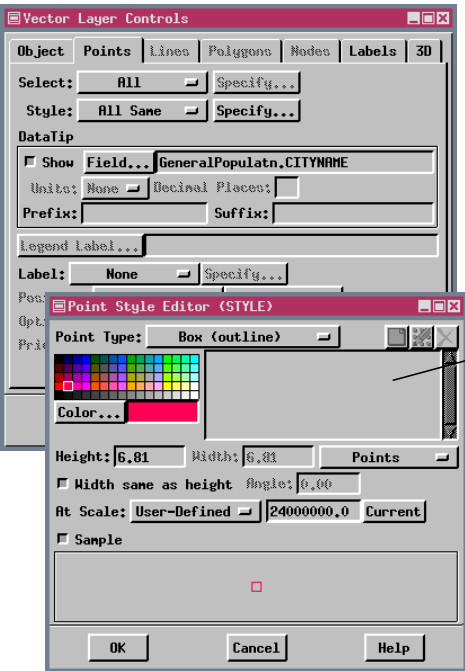 Vector Layer Controls
Object Points Lines Polygons Nodes Labels 3D
Select: All Specify...
Style: All Same Specify...
DataTip
Show Field... GeneralPopulatn.CITYNAME
Units: None Decimal Places:
Prefix: Suffix:
Legend Label...
Label: None Specify...
Point Style Editor (STYLE)
Point Type: Box (outline)
Color...
Height: 6.81 Width: 6.81 Points
Width same as height Angle: 0.00
At Scale: User-Defined 24000000.0 Current
Sample
OK Cancel Help